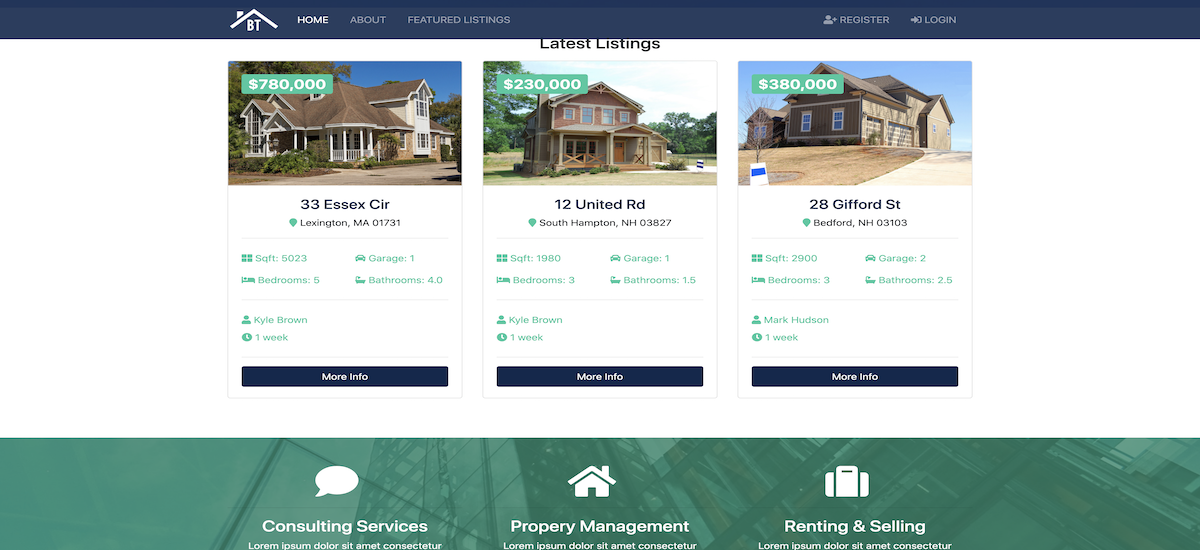 BT
HOME ABOUT FEATURED LISTINGS REGISTER LOGIN
Latest Listings
$780,000
33 Essex Cir
Lexington, MA 01731
Sqft: 5023 Garage: 1
Bedrooms: 5 Bathrooms: 4.0
Kyle Brown
1 week
More Info
$230,000
12 United Rd
South Hampton, NH 03827
Sqft: 1980 Garage: 1
Bedrooms: 3 Bathrooms: 1.5
Kyle Brown
1 week
More Info
$380,000
28 Gifford St
Bedford, NH 03103
Sqft: 2900 Garage: 2
Bedrooms: 3 Bathrooms: 2.5
Mark Hudson
1 week
More Info
Consulting Services
Lorem ipsum dolor sit amet consectetur
Propery Management
Lorem ipsum dolor sit amet consectetur
Renting & Selling
Lorem ipsum dolor sit amet consectetur